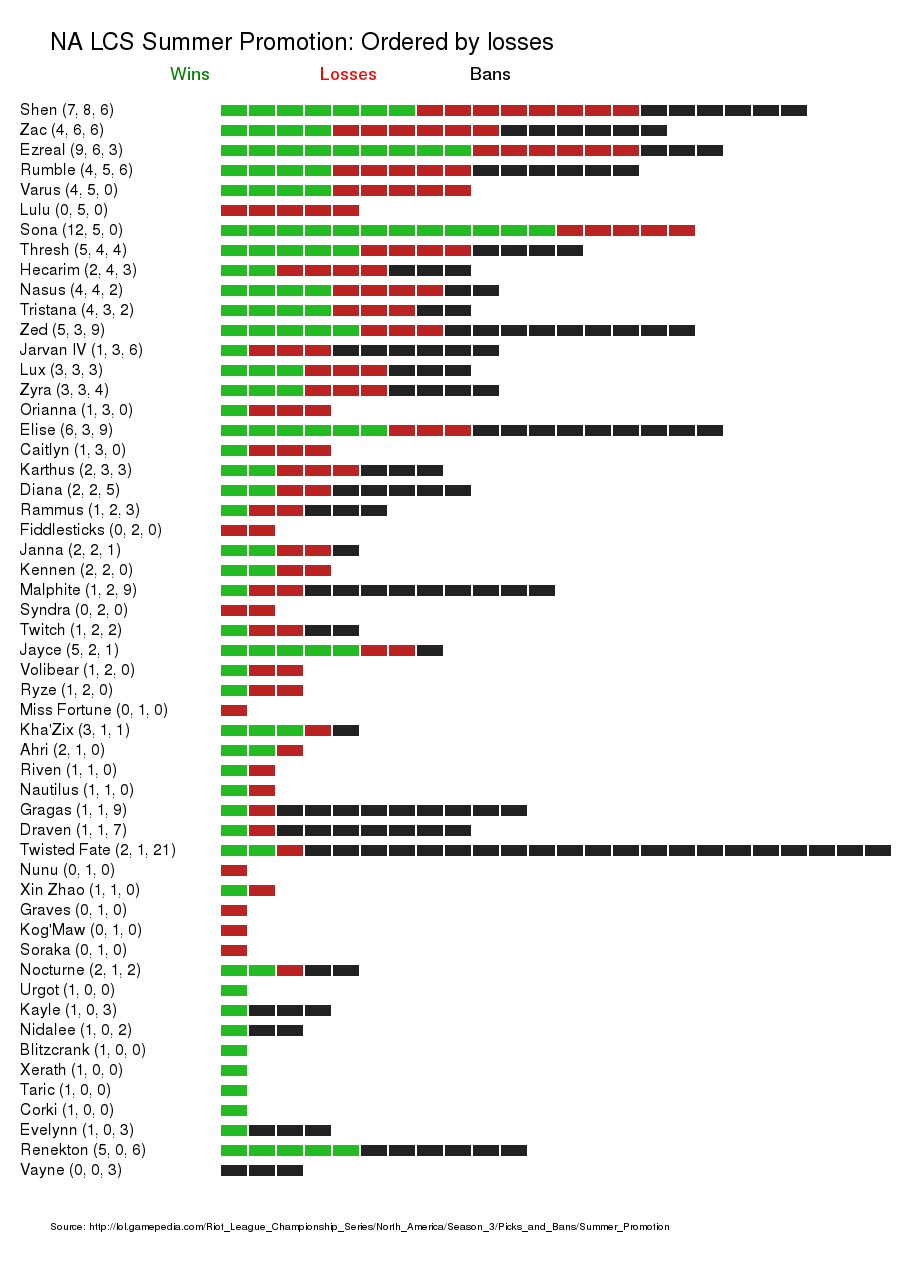 NA LCS Summer Promotion: Ordered by losses
Wins Losses Bans
Shen (7, 8, 6)
Zac (4, 6, 6)
Ezreal (9, 6, 3)
Rumble (4, 5, 6)
Varus (4, 5, 0)
Lulu (0, 5, 0)
Sona (12, 5, 0)
Thresh (5, 4, 4)
Hecarim (2, 4, 3)
Nasus (4, 4, 2)
Tristana (4, 3, 2)
Zed (5, 3, 9)
Jarvan IV (1, 3, 6)
Lux (3, 3, 3)
Zyra (3, 3, 4)
Orianna (1, 3, 0)
Elise (6, 3, 9)
Caitlyn (1, 3, 0)
Karthus (2, 3, 3)
Diana (2, 2, 5)
Rammus (1, 2, 3)
Fiddlesticks (0, 2, 0)
Janna (2, 2, 1)
Kennen (2, 2, 0)
Malphite (1, 2, 9)
Syndra (0, 2, 0)
Twitch (1, 2, 2)
Jayce (5, 2, 1)
Volibear (1, 2, 0)
Ryze (1, 2, 0)
Miss Fortune (0, 1, 0)
Kha'Zix (3, 1, 1)
Ahri (2, 1, 0)
Riven (1, 1, 0)
Nautilus (1, 1, 0)
Gragas (1, 1, 9)
Draven (1, 1, 7)
Twisted Fate (2, 1, 21)
Nunu (0, 1, 0)
Xin Zhao (1, 1, 0)
Graves (0, 1, 0)
Kog'Maw (0, 1, 0)
Soraka (0, 1, 0)
Nocturne (2, 1, 2)
Urgot (1, 0, 0)
Kayle (1, 0, 3)
Nidalee (1, 0, 2)
Blitzcrank (1, 0, 0)
Xerath (1, 0, 0)
Taric (1, 0, 0)
Corki (1, 0, 0)
Evelynn (1, 0, 3)
Renekton (5, 0, 6)
Vayne (0, 0, 3)
Source: http://lol.gamepedia.com/Riot_League_Championship_Series/North_America/Season_3/Picks_and_Bans/Summer_Promotion